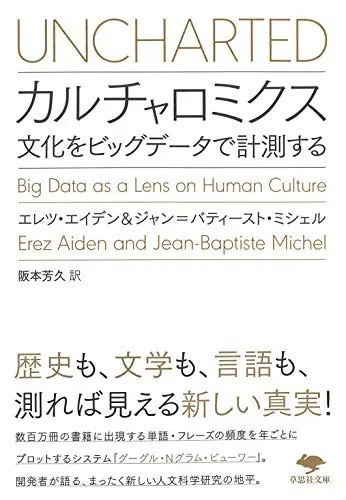 UNCHARTED
カルチャロミクス
文化をビッグデータで計測する
Big Data as a Lens on Human Culture
エレツ・エイデン&ジャン=バティースト・ミシェル
Erez Aiden and Jean-Baptiste Michel
阪本芳久 訳
歴史も、文学も、言語も、
測れば見える新しい真実!
数百万冊の書籍に出現する単語・フレーズの頻度を年ごとに
プロットするシステム『グーグル・Nグラム・ビューワー』。
開発者が語る、まったく新しい人文科学研究の地平。
草思社文庫